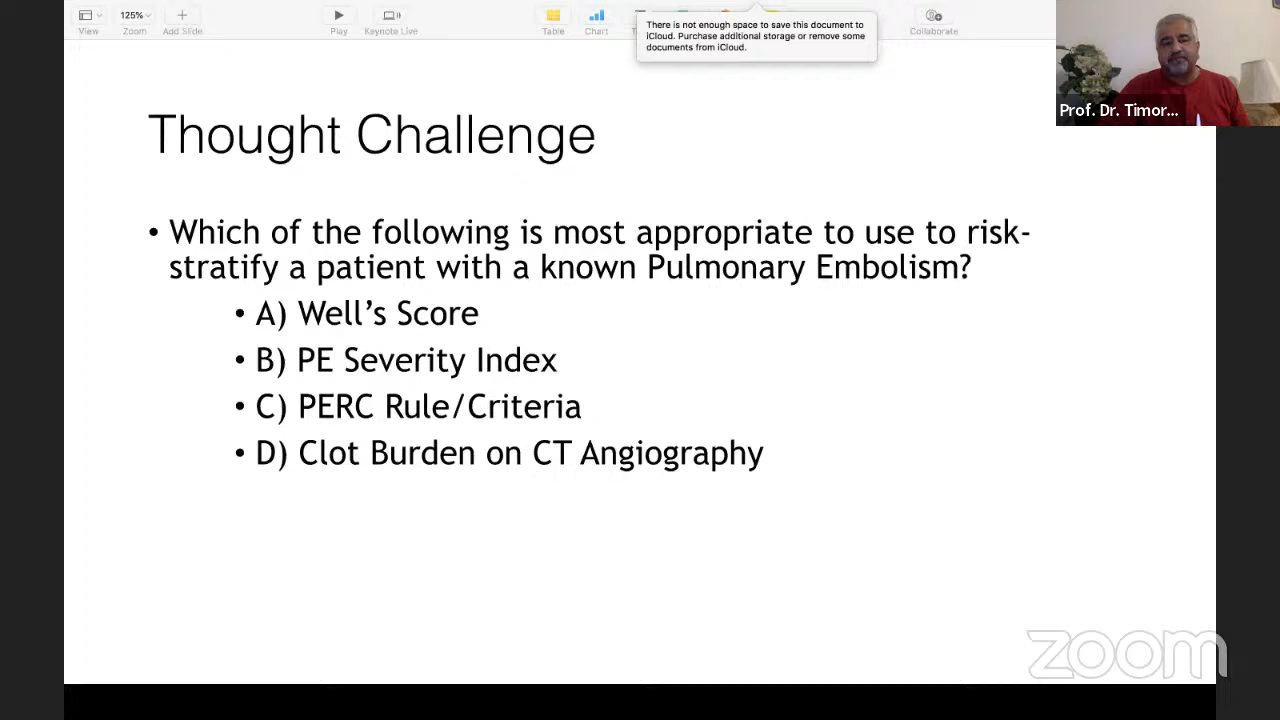 View
125%
Zoom
Add Slide
Play
Keynote Live
Table
Chart
Collaborate
There is not enough space to save this document to
iCloud. Purchase additional storage or remove some
documents from iCloud.
Prof. Dr. Timor...
Thought Challenge
• Which of the following is most appropriate to use to risk-
stratify a patient with a known Pulmonary Embolism?
• A) Well’s Score
• B) PE Severity Index
• C) PERC Rule/Criteria
• D) Clot Burden on CT Angiography
zoom